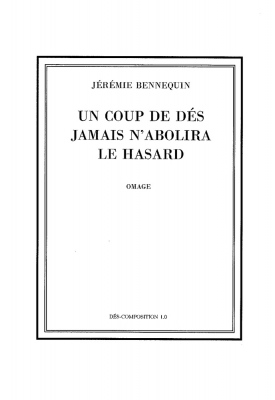 JÉRÉMIE BENNEQUIN
UN COUP DE DÉS
JAMAIS N'ABOLIRA
LE HASARD
OMAGE
DÉS-COMPOSITION 1.0